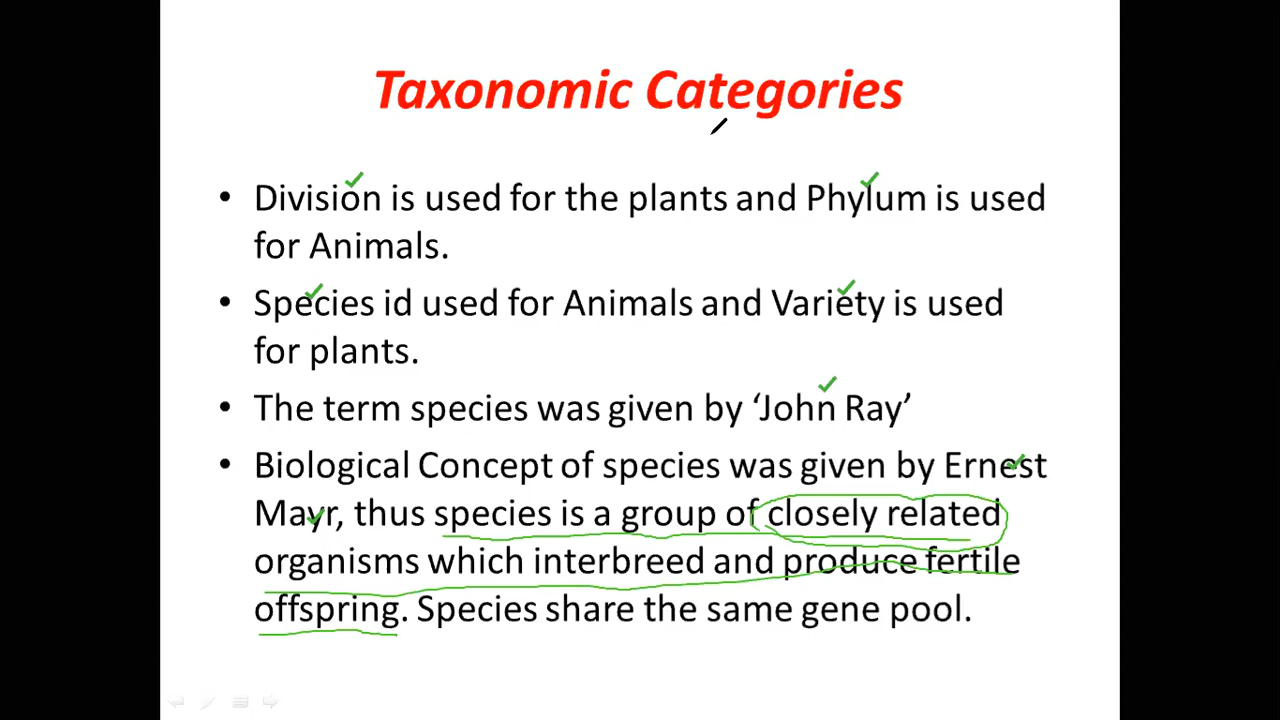 Taxonomic Categories
• Division is used for the plants and Phylum is used
for Animals.
• Species id used for Animals and Variety is used
for plants.
• The term species was given by ‘John Ray’
• Biological Concept of species was given by Ernest
Mayr, thus species is a group of closely related
organisms which interbreed and produce fertile
offspring. Species share the same gene pool.